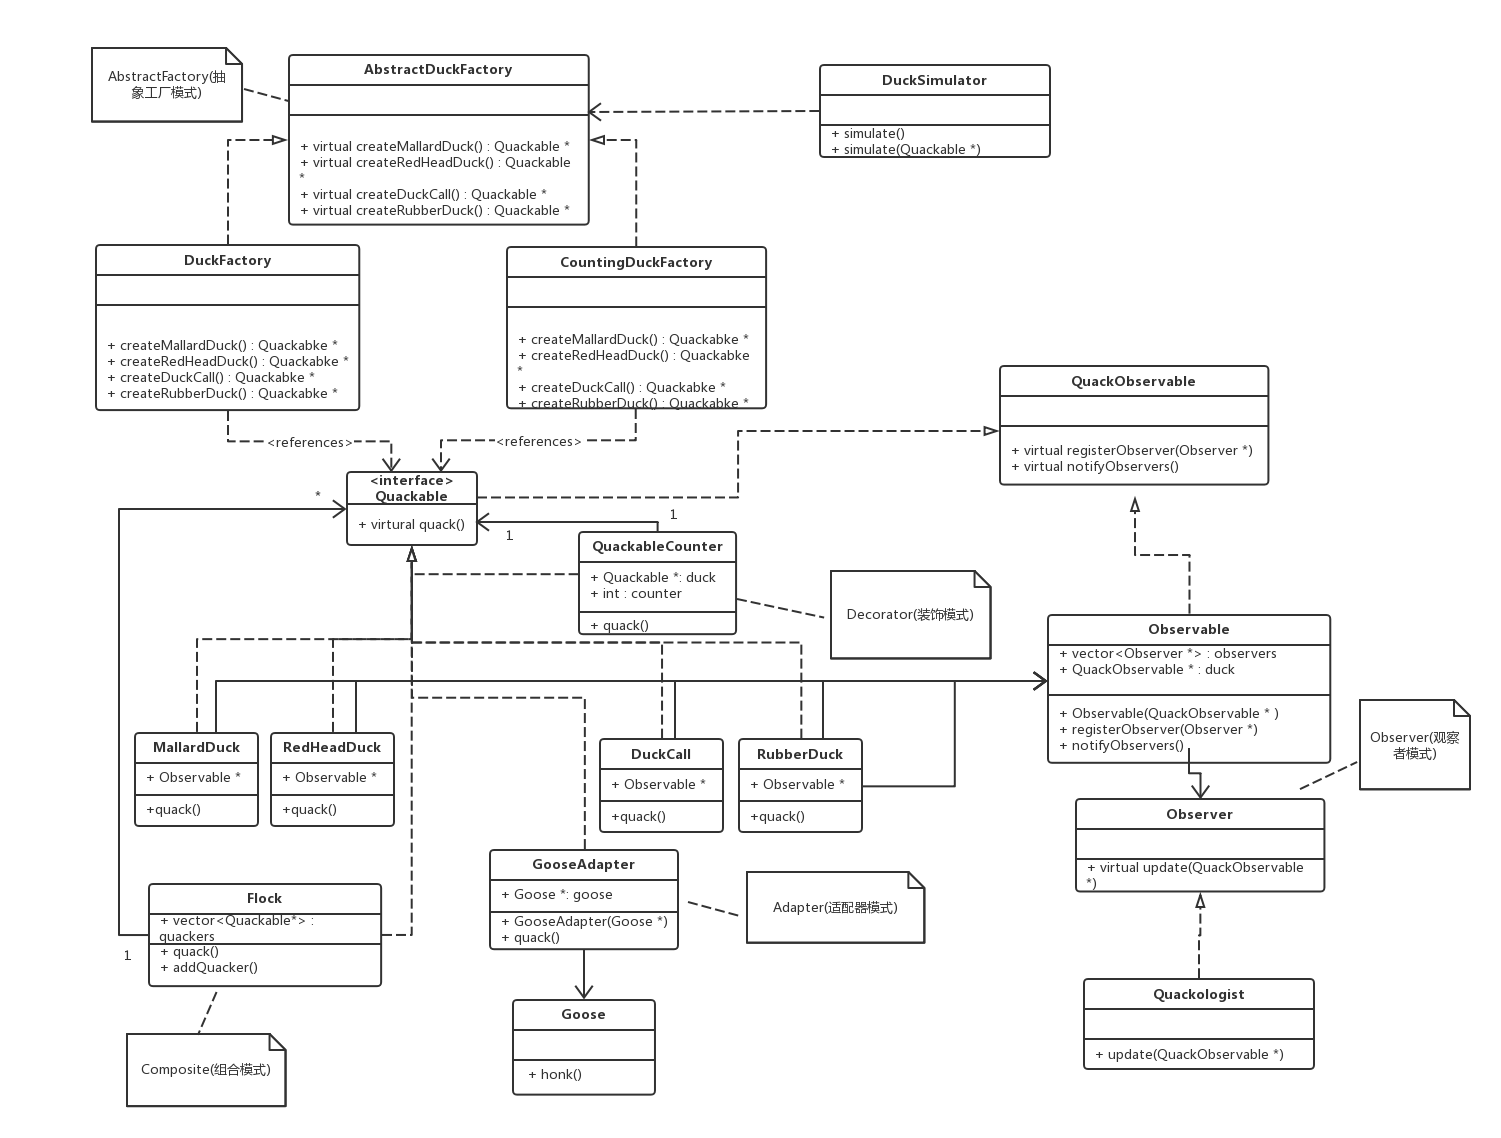 AbstractFactory(抽
象工厂模式)
AbstractDuckFactory
+ virtual createMallardDuck() : Quackable *
+ virtual createRedHeadDuck() : Quackable
*
+ virtual createDuckCall() : Quackable *
+ virtual createRubberDuck() : Quackable *
DuckSimulator
+ simulate()
+ simulate(Quackable *)
DuckFactory
+ createMallardDuck() : Quackabke *
+ createRedHeadDuck() : Quackabke *
+ createDuckCall() : Quackabke *
+ createRubberDuck() : Quackabke *
CountingDuckFactory
+ createMallardDuck() : Quackabke *
+ createRedHeadDuck() : Quackabke
*
+ createDuckCall() : Quackabke *
+ createRubberDuck() : Quackabke *
<references>
<references>
QuackObservable
+ virtual registerObserver(Observer *)
+ virtual notifyObservers()
<interface>
Quackable
+ virtural quack()
*
1
1
QuackableCounter
+ Quackable *: duck
+ int : counter
+ quack()
Decorator(装饰模式)
Observable
+ vector<Observer *> : observers
+ QuackObservable * : duck
+ Observable(QuackObservable * )
+ registerObserver(Observer *)
+ notifyObservers()
Observer(观察
者模式)
MallardDuck
+ Observable *
+quack()
RedHeadDuck
+ Observable *
+quack()
DuckCall
+ Observable *
+quack()
RubberDuck
+ Observable *
+quack()
Observer
+ virtual update(QuackObservable
*)
GooseAdapter
+ Goose *: goose
+ GooseAdapter(Goose *)
+ quack()
Adapter(适配器模式)
Flock
+ vector<Quackable*> :
quackers
+ quack()
+ addQuacker()
1
Quackologist
+ update(QuackObservable *)
Goose
+ honk()
Composite(组合模式)